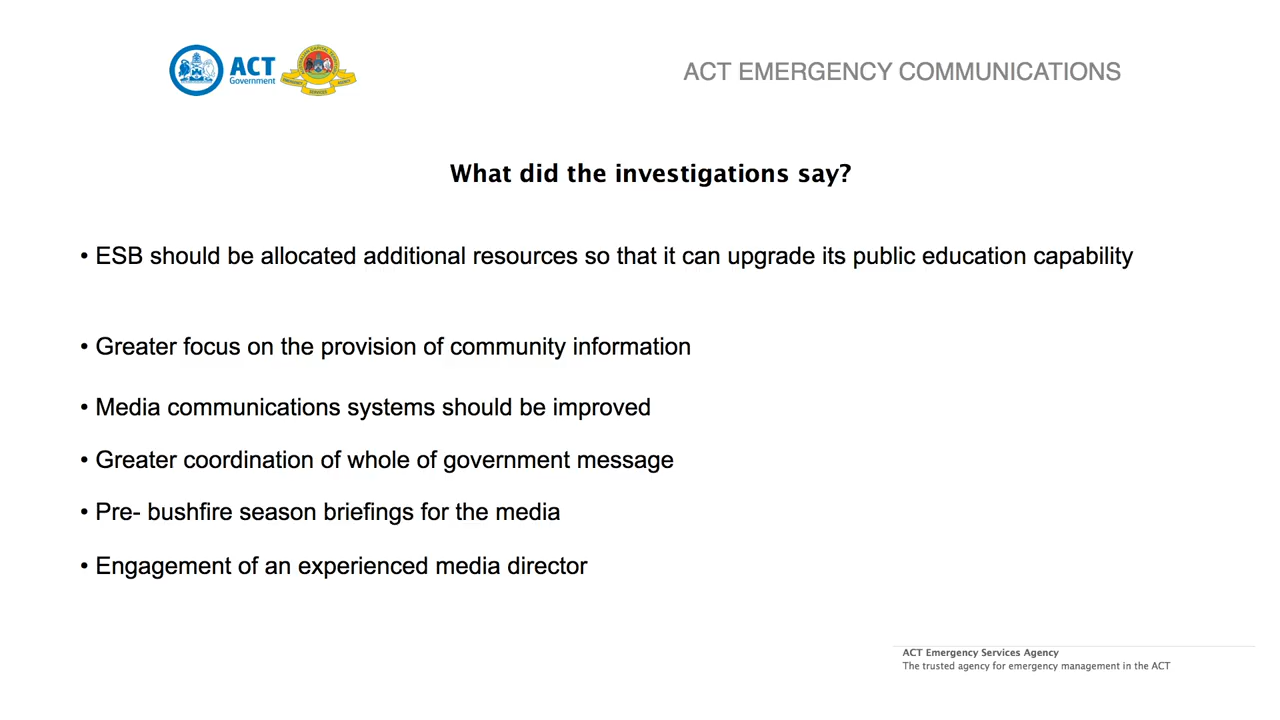 ACT
Government
ACT EMERGENCY COMMUNICATIONS
What did the investigations say?
• ESB should be allocated additional resources so that it can upgrade its public education capability
• Greater focus on the provision of community information
• Media communications systems should be improved
• Greater coordination of whole of government message
• Pre- bushfire season briefings for the media
• Engagement of an experienced media director
ACT Emergency Services Agency
The trusted agency for emergency management in the ACT